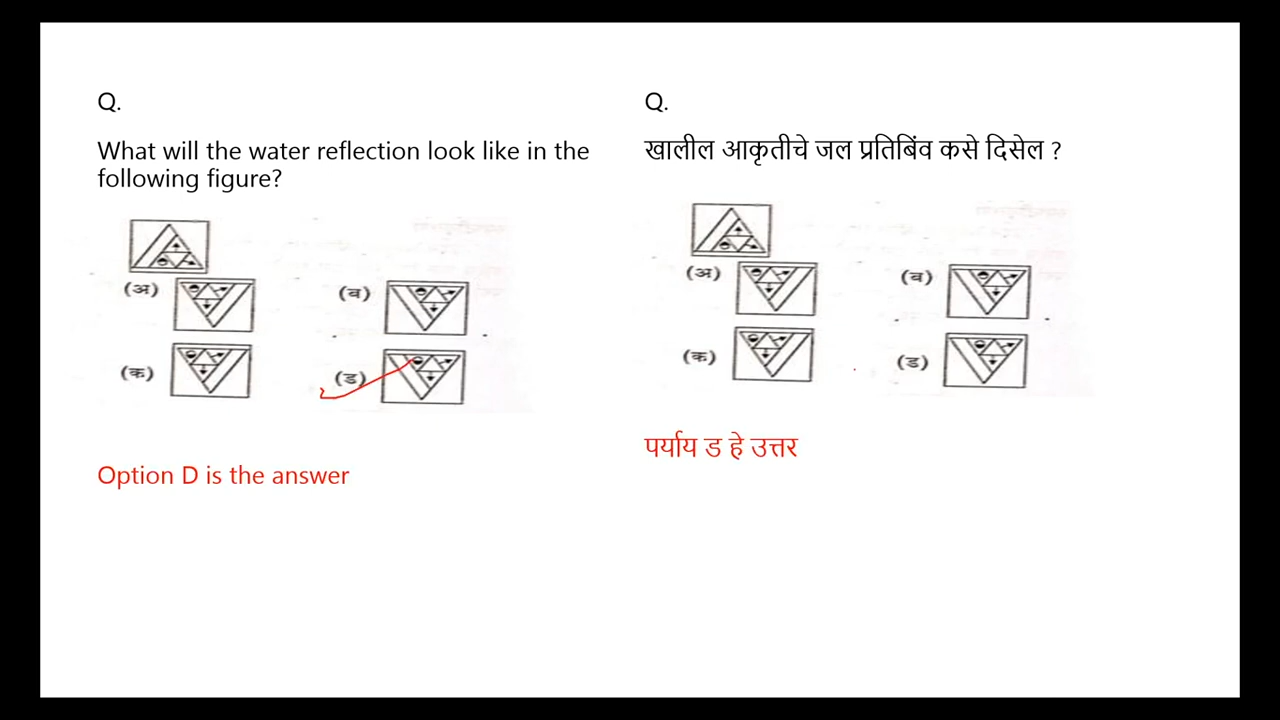 Q.
What will the water reflection look like in the
following figure?
(अ)
(ब)
(क)
(ड)
Option D is the answer
Q.
खालील आकृतीचे जल प्रतिबिंव कसे दिसेल ?
(अ)
(ब)
(क)
(ड)
पर्याय ड हे उत्तर